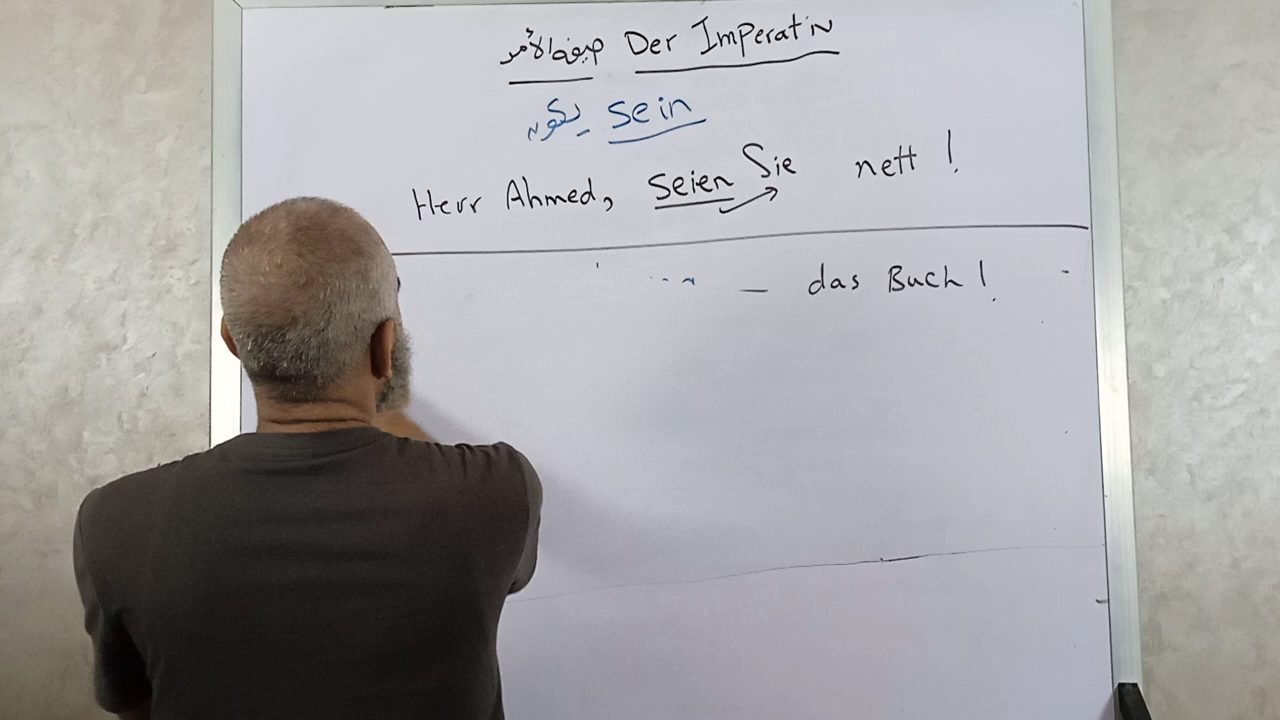 صيغة الأمر Der Imperativ
يكون sein
Herr Ahmed, seien Sie nett !
_ das Buch !